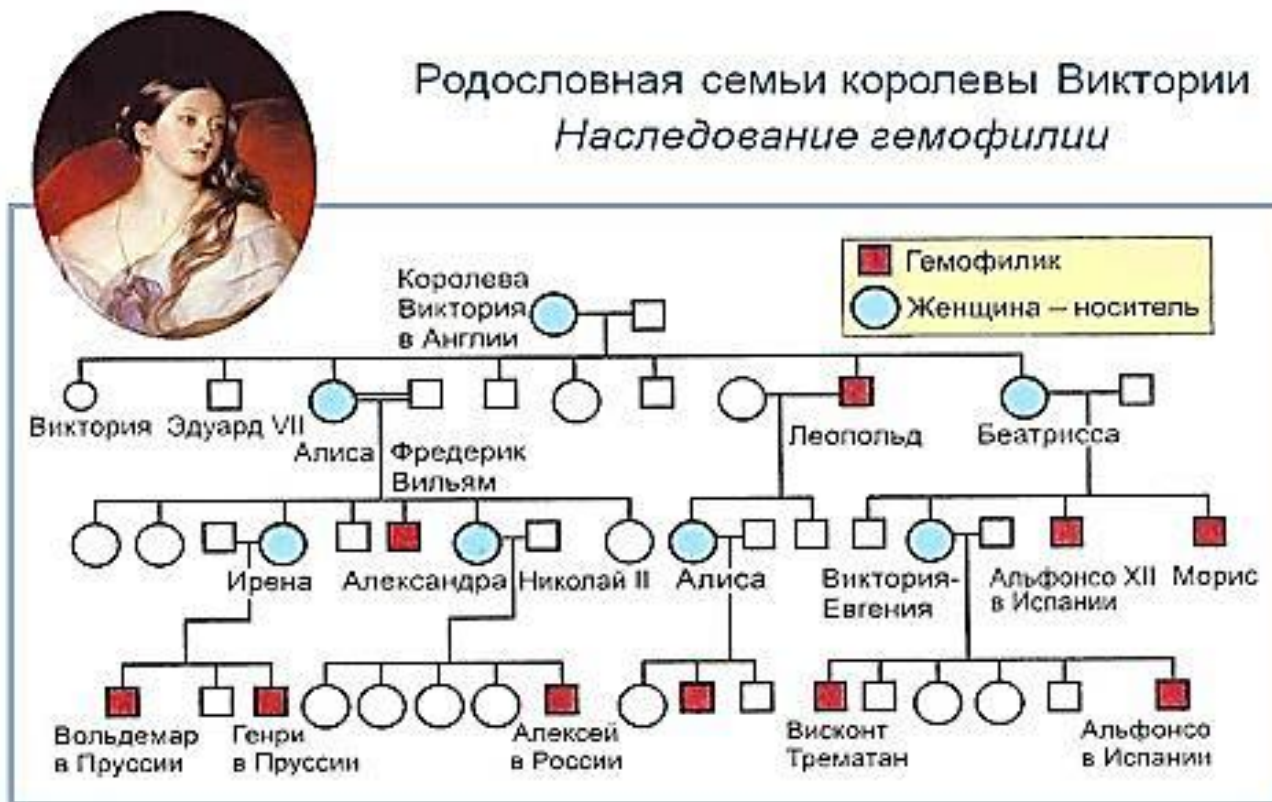 Родословная семьи королевы Виктории
Наследование гемофилии
Гемофилик
Женщина – носитель
Королева
Виктория
в Англии
Виктория
Эдуард VII
Алиса
Фредерик
Вильям
Леопольд
Беатрисса
Ирена
Александра
Николай II
Алиса
Виктория-
Евгения
Альфонсо XII
в Испании
Морис
Вольдемар
в Пруссии
Генри
в Пруссии
Алексей
в России
Висконт
Трематан
Альфонсо
в Испании